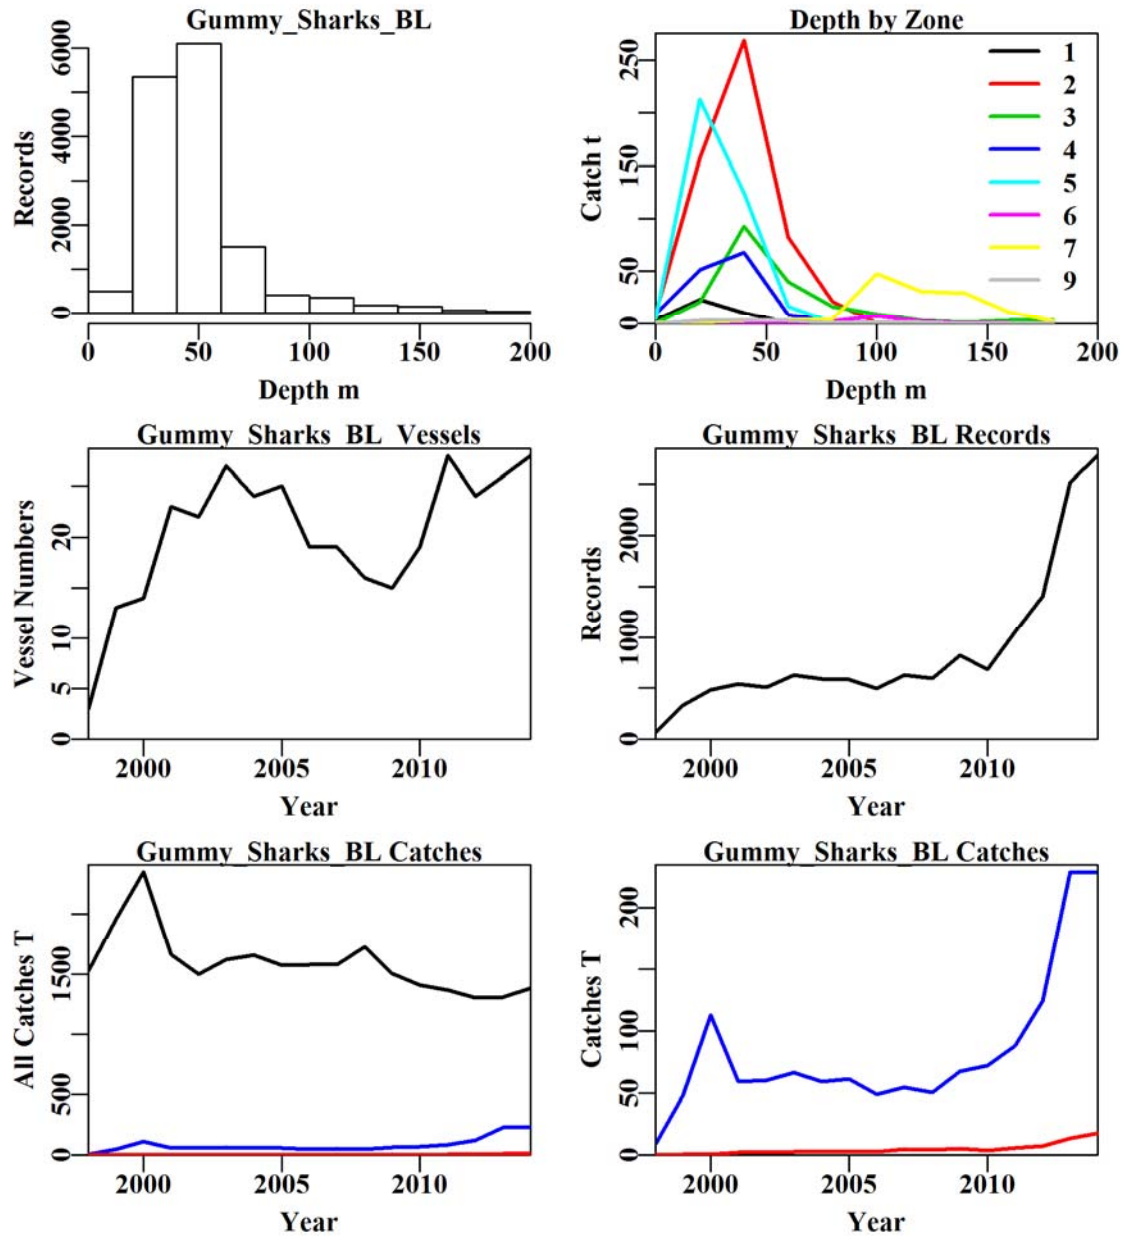 Gummy_Sharks_BL
Records
0
2000
4000
6000
0
50
100
150
200
Depth m
Depth by Zone
Catch t
0
50
150
250
1
2
3
4
5
6
7
9
0
50
100
150
200
Depth m
Gummy_Sharks_BL_Vessels
Vessel Numbers
0
5
10
20
2000
2005
2010
Year
Gummy_Sharks_BL Records
Records
0
1000
2000
2000
2005
2010
Year
Gummy_Sharks_BL Catches
All Catches T
0
500
1500
2000
2005
2010
Year
Gummy_Sharks_BL Catches
Catches T
0
50
100
200
2000
2005
2010
Year